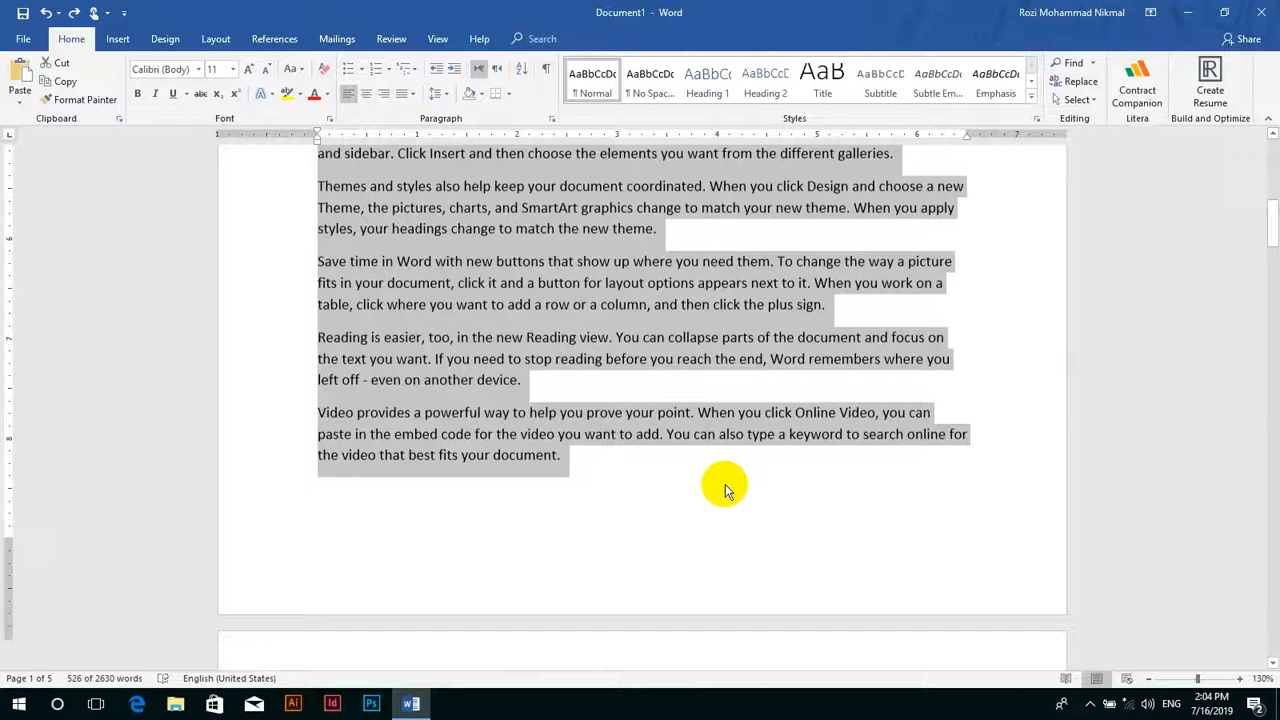 Document1 - Word
Rozi Mohammad Nikmal
File Home Insert Design Layout References Mailings Review View Help Search Share
Paste
Cut
Copy
Format Painter
Clipboard
Calibri (Body) 11
Font
Paragraph
AaBbCcDc AaBbCcDc AaBbCc AaBbCcD AaB AaBbCcD AaBbCcDc AaBbCcDc
¶ Normal ¶ No Spac... Heading 1 Heading 2 Title Subtitle Subtle Em... Emphasis
Styles
Find
Replace
Select
Editing
Contract
Companion
Litera
Create
Resume
Build and Optimize
1 1 2 3 4 5 6 7
and sidebar. Click Insert and then choose the elements you want from the different galleries.
Themes and styles also help keep your document coordinated. When you click Design and choose a new
Theme, the pictures, charts, and SmartArt graphics change to match your new theme. When you apply
styles, your headings change to match the new theme.
Save time in Word with new buttons that show up where you need them. To change the way a picture
fits in your document, click it and a button for layout options appears next to it. When you work on a
table, click where you want to add a row or a column, and then click the plus sign.
Reading is easier, too, in the new Reading view. You can collapse parts of the document and focus on
the text you want. If you need to stop reading before you reach the end, Word remembers where you
left off - even on another device.
Video provides a powerful way to help you prove your point. When you click Online Video, you can
paste in the embed code for the video you want to add. You can also type a keyword to search online for
the video that best fits your document.
Page 1 of 5 526 of 2630 words English (United States) 130%
Ai Id Ps
2:04 PM
7/16/2019